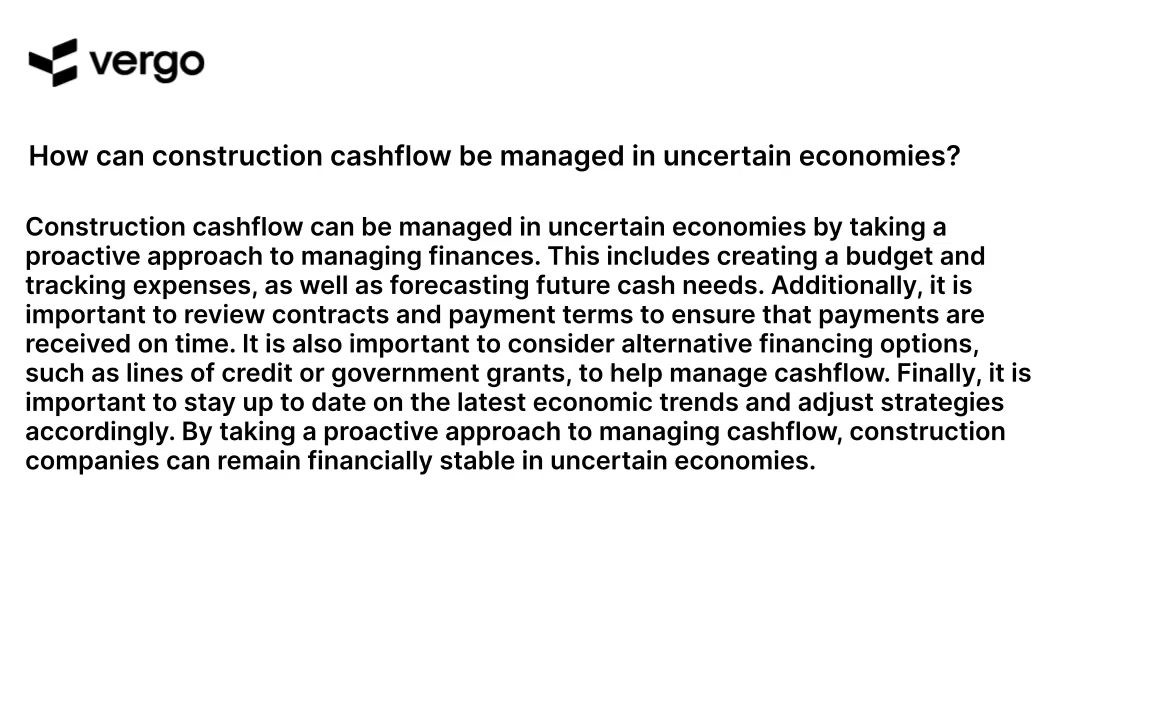 vergo
How can construction cashflow be managed in uncertain economies?
Construction cashflow can be managed in uncertain economies by taking a
proactive approach to managing finances. This includes creating a budget and
tracking expenses, as well as forecasting future cash needs. Additionally, it is
important to review contracts and payment terms to ensure that payments are
received on time. It is also important to consider alternative financing options,
such as lines of credit or government grants, to help manage cashflow. Finally, it is
important to stay up to date on the latest economic trends and adjust strategies
accordingly. By taking a proactive approach to managing cashflow, construction
companies can remain financially stable in uncertain economies.